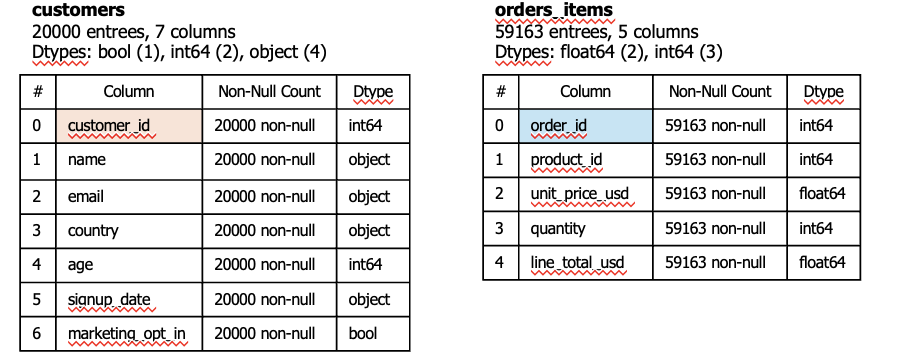 customers
20000 entrees, 7 columns
Dtypes: bool (1), int64 (2), object (4)
# Column Non-Null Count Dtype
0 customer_id 20000 non-null int64
1 name 20000 non-null object
2 email 20000 non-null object
3 country 20000 non-null object
4 age 20000 non-null int64
5 signup_date 20000 non-null object
6 marketing_opt_in 20000 non-null bool
orders_items
59163 entrees, 5 columns
Dtypes: float64 (2), int64 (3)
# Column Non-Null Count Dtype
0 order_id 59163 non-null int64
1 product_id 59163 non-null int64
2 unit_price_usd 59163 non-null float64
3 quantity 59163 non-null int64
4 line_total_usd 59163 non-null float64